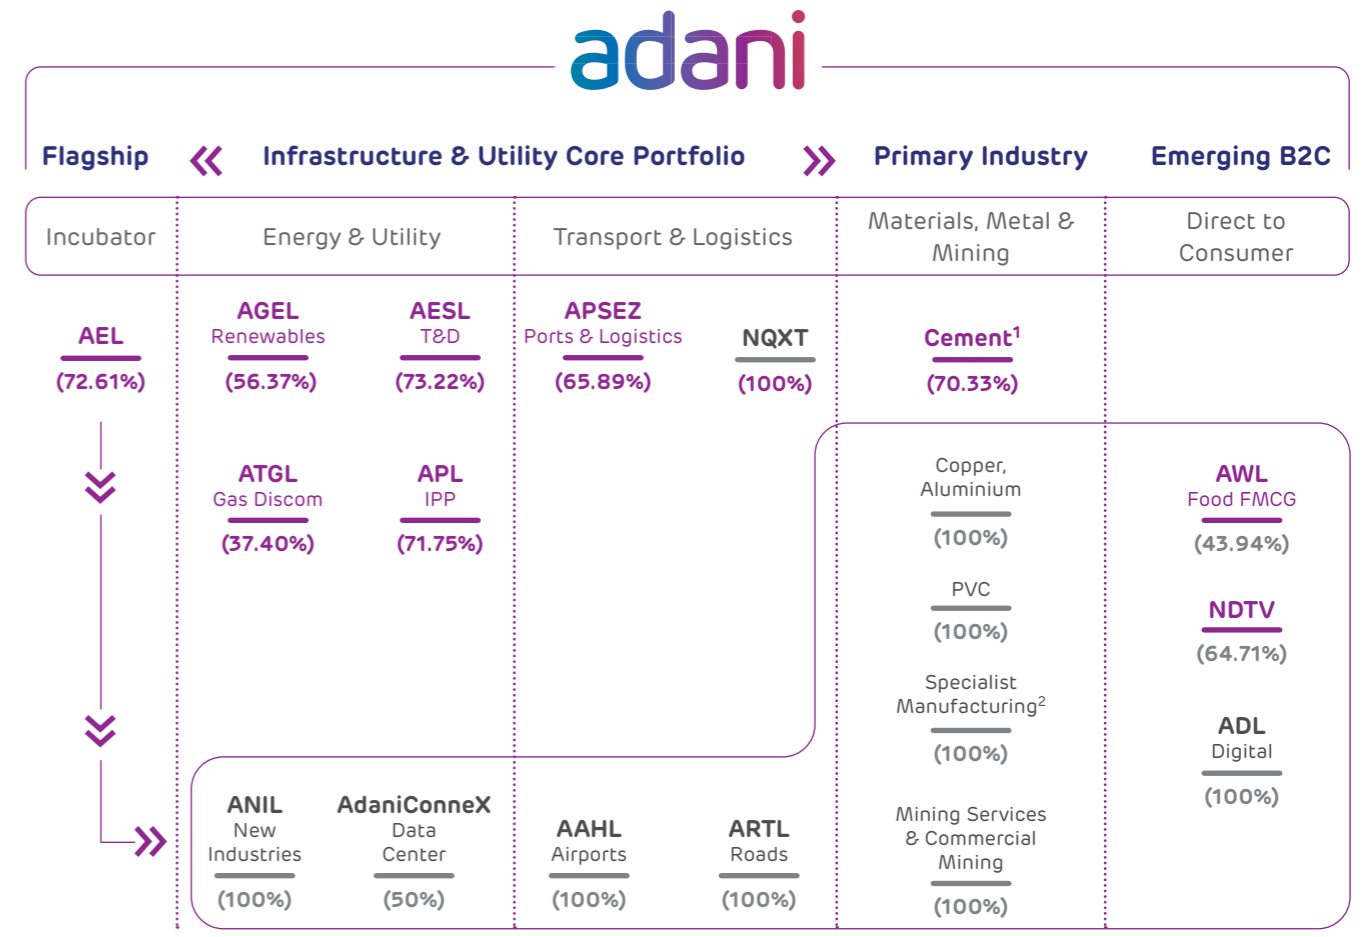 adani
Flagship
Infrastructure & Utility Core Portfolio
Primary Industry
Emerging B2C
Incubator
Energy & Utility
Transport & Logistics
Materials, Metal &
Mining
Direct to
Consumer
AEL
(72.61%)
AGEL
Renewables
(56.37%)
AESL
T&D
(73.22%)
APSEZ
Ports & Logistics
(65.89%)
NQXT
(100%)
Cement¹
(70.33%)
ATGL
Gas Discom
(37.40%)
APL
IPP
(71.75%)
Copper,
Aluminium
(100%)
PVC
(100%)
Specialist
Manufacturing²
(100%)
Mining Services
& Commercial
Mining
(100%)
AWL
Food FMCG
(43.94%)
NDTV
(64.71%)
ADL
Digital
(100%)
ANIL
New
Industries
(100%)
AdaniConneX
Data
Center
(50%)
AAHL
Airports
(100%)
ARTL
Roads
(100%)